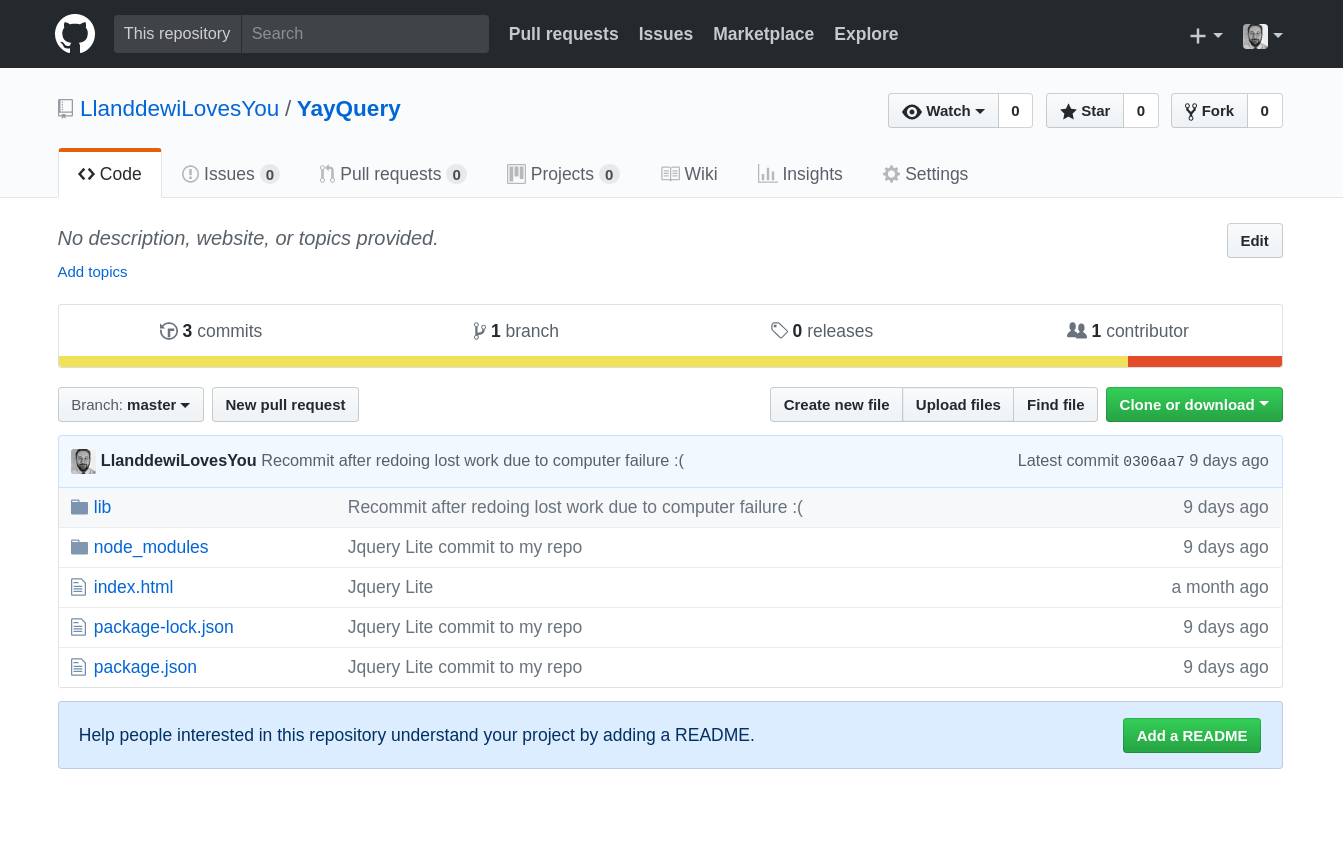 This repository Search Pull requests Issues Marketplace Explore
LlanddewiLovesYou / YayQuery Watch 0 Star 0 Fork 0
Code Issues 0 Pull requests 0 Projects 0 Wiki Insights Settings
No description, website, or topics provided. Edit
Add topics
3 commits 1 branch 0 releases 1 contributor
Branch: master New pull request Create new file Upload files Find file Clone or download
LlanddewiLovesYou Recommit after redoing lost work due to computer failure :( Latest commit 0306aa7 9 days ago
lib Recommit after redoing lost work due to computer failure :( 9 days ago
node_modules Jquery Lite commit to my repo 9 days ago
index.html Jquery Lite a month ago
package-lock.json Jquery Lite commit to my repo 9 days ago
package.json Jquery Lite commit to my repo 9 days ago
Help people interested in this repository understand your project by adding a README. Add a README